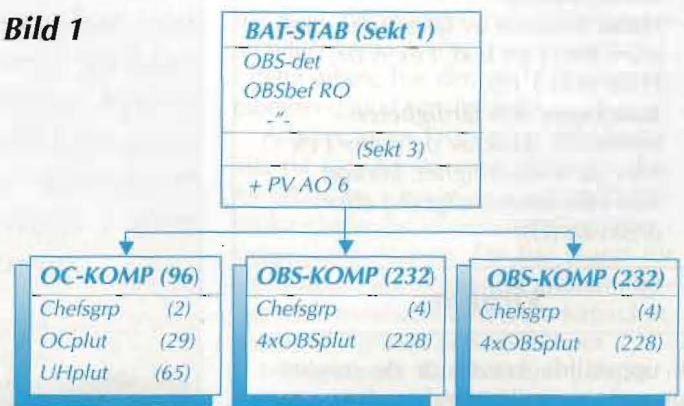 Bild 1
BAT-STAB (Sekt 1)
OBS-det
OBSbef RO
-"-
(Sekt 3)
+ PV AO 6
OC-KOMP (96)
Chefsgrp (2)
OCplut (29)
UHplut (65)
OBS-KOMP (232)
Chefsgrp (4)
4xOBSplut (228)
OBS-KOMP (232)
Chefsgrp (4)
4xOBSplut (228)